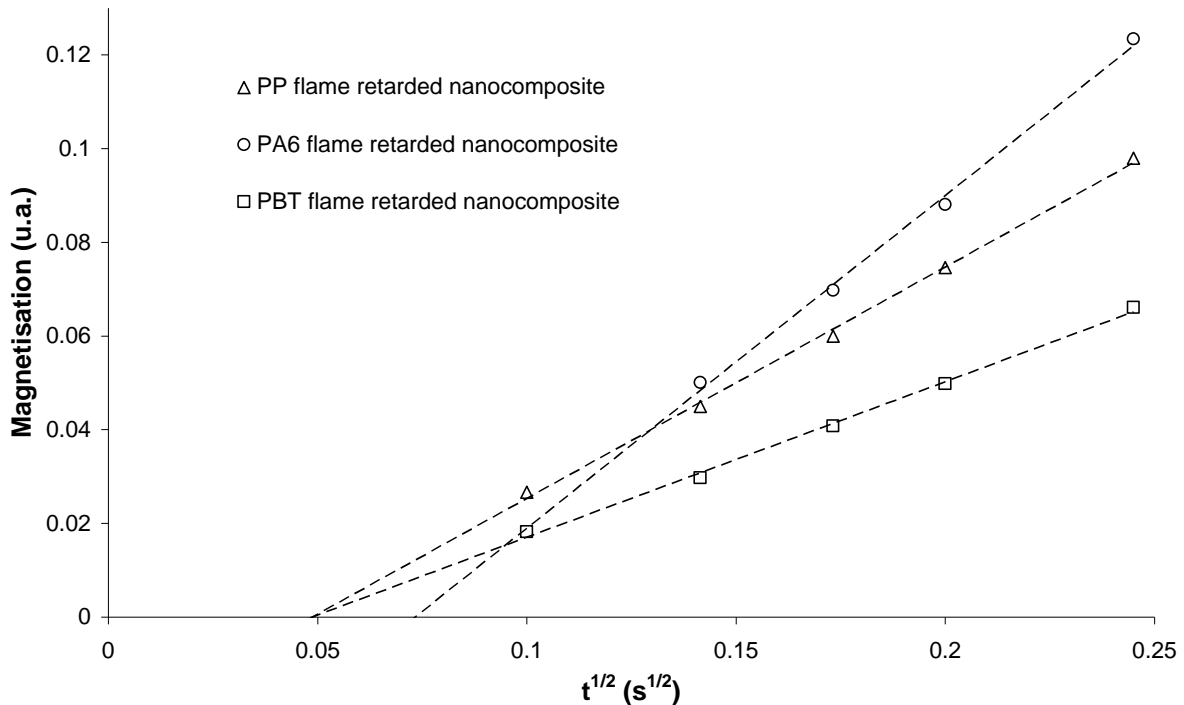 0.12
0.1
0.08
0.06
0.04
0.02
0
Magnetisation (u.a.)
PP flame retarded nanocomposite
PA6 flame retarded nanocomposite
PBT flame retarded nanocomposite
0 0.05 0.1 0.15 0.2 0.25
t^1/2 (s^1/2)